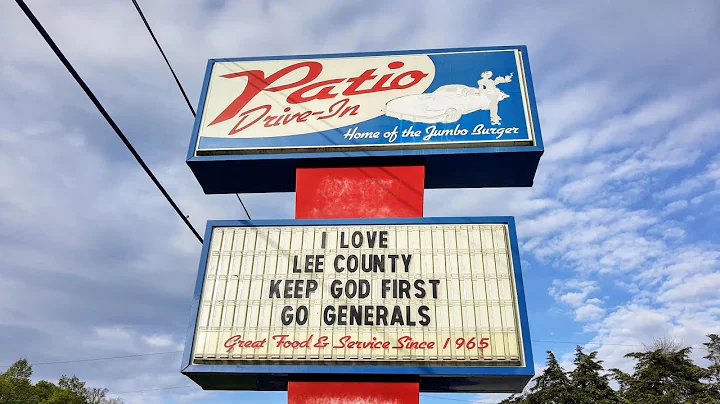 Patio
Drive-In
Home of the Jumbo Burger
I LOVE
LEE COUNTY
KEEP GOD FIRST
GO GENERALS
Great Food & Service Since 1965